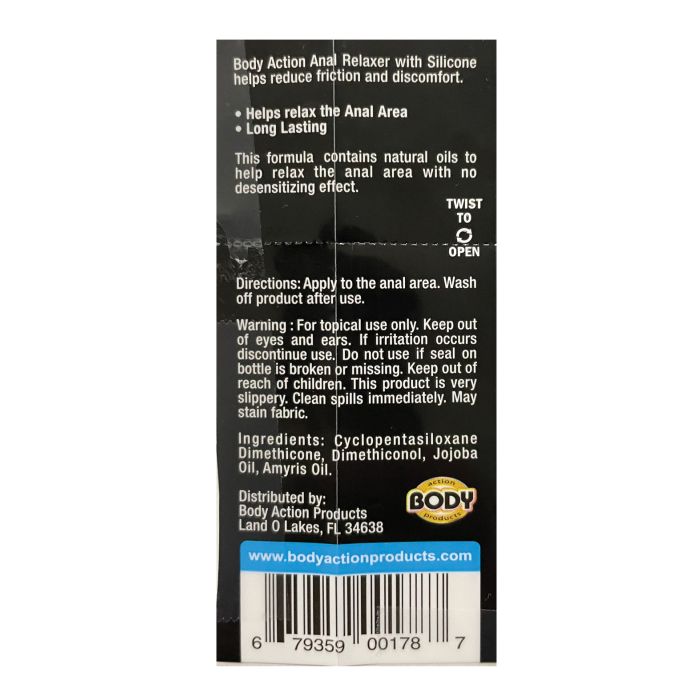 Body Action Anal Relaxer with Silicone
helps reduce friction and discomfort.
• Helps relax the Anal Area
• Long Lasting
This formula contains natural oils to
help relax the anal area with no
desensitizing effect.
TWIST
TO
OPEN
Directions: Apply to the anal area. Wash
off product after use.
Warning : For topical use only. Keep out
of eyes and ears. If irritation occurs
discontinue use. Do not use if seal on
bottle is broken or missing. Keep out of
reach of children. This product is very
slippery. Clean spills immediately. May
stain fabric.
Ingredients: Cyclopentasiloxane
Dimethicone, Dimethiconol, Jojoba
Oil, Amyris Oil.
Distributed by:
Body Action Products
Land O Lakes, FL 34638
action
BODY
products
www.bodyactionproducts.com
6 79359 00178 7